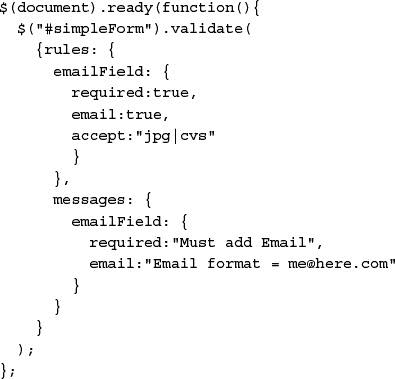 $(document).ready(function(){
  $("#simpleForm").validate(
    {rules: {
      emailField: {
        required:true,
        email:true,
        accept:"jpg|cvs"
        }
      },
      messages: {
        emailField: {
          required:"Must add Email",
          email:"Email format = me@here.com"
        }
      }
    }
  );
};